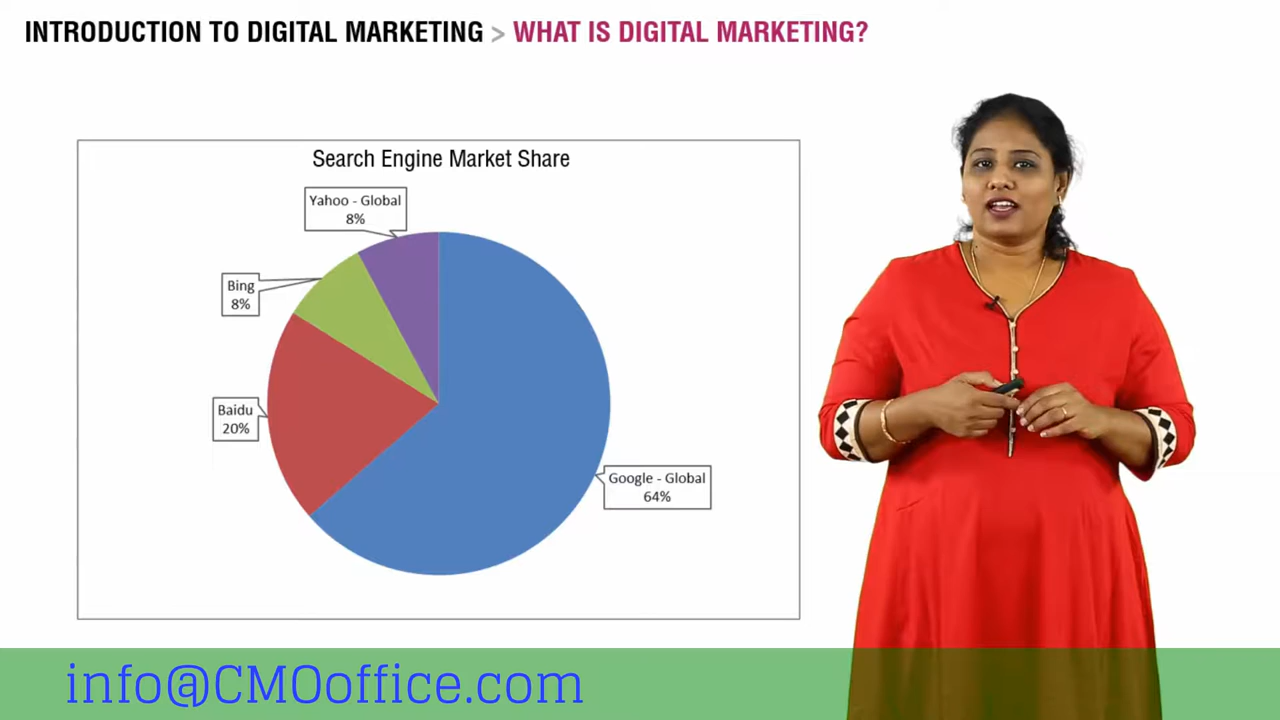 INTRODUCTION TO DIGITAL MARKETING > WHAT IS DIGITAL MARKETING?
Search Engine Market Share
Yahoo - Global
8%
Bing
8%
Baidu
20%
Google - Global
64%
info@CMOoffice.com